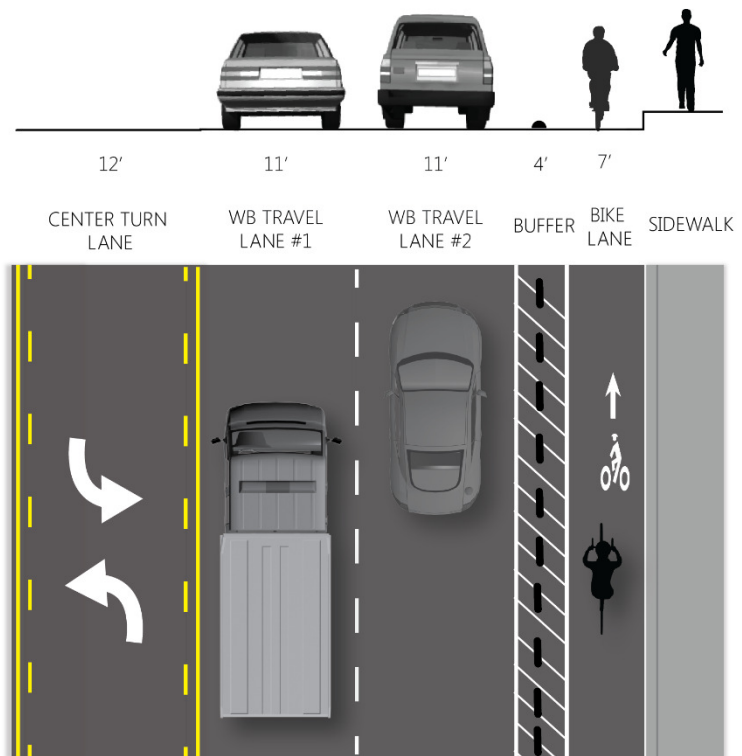 12′ 11′ 11′ 4′ 7′
CENTER TURN
LANE
WB TRAVEL
LANE #1
WB TRAVEL
LANE #2
BUFFER
BIKE
LANE
SIDEWALK